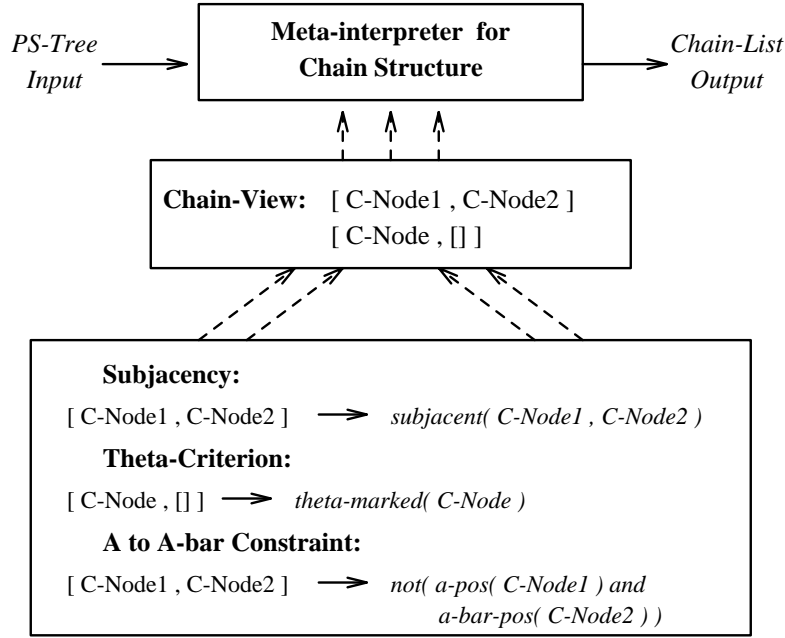 PS-Tree
Input
Meta-interpreter for
Chain Structure
Chain-List
Output
Chain-View: [ C-Node1 , C-Node2 ]
[ C-Node , [] ]
Subjacency:
[ C-Node1 , C-Node2 ] subjacent( C-Node1 , C-Node2 )
Theta-Criterion:
[ C-Node , [] ] theta-marked( C-Node )
A to A-bar Constraint:
[ C-Node1 , C-Node2 ] not( a-pos( C-Node1 ) and
a-bar-pos( C-Node2 ) )